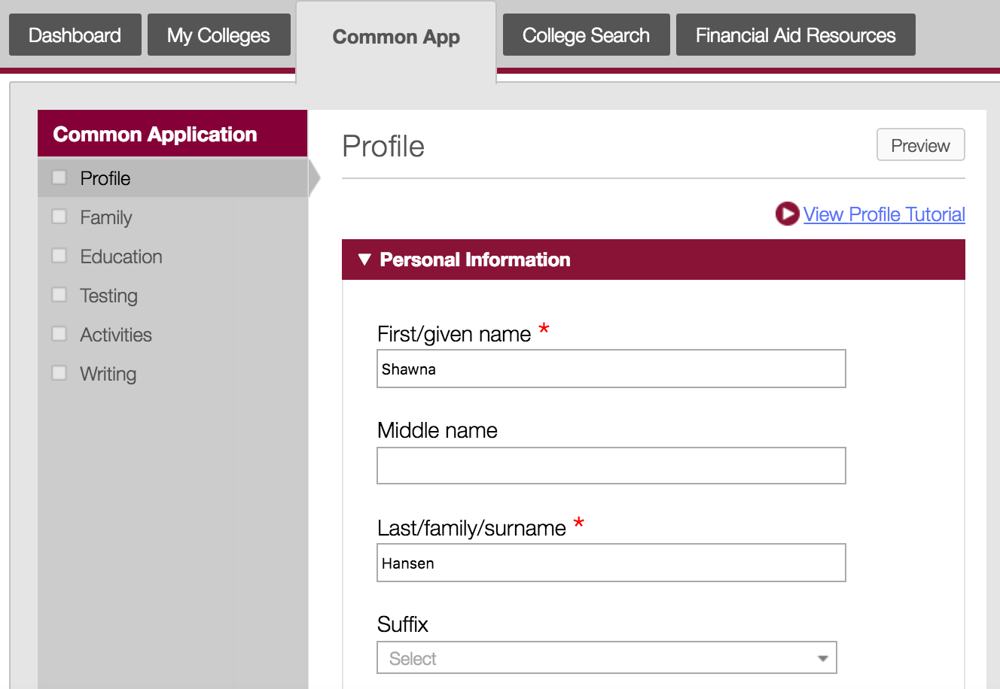 Dashboard My Colleges Common App College Search Financial Aid Resources
Common Application
Profile
Family
Education
Testing
Activities
Writing
Profile
Preview
View Profile Tutorial
▼ Personal Information
First/given name *
Shawna
Middle name
Last/family/surname *
Hansen
Suffix
Select